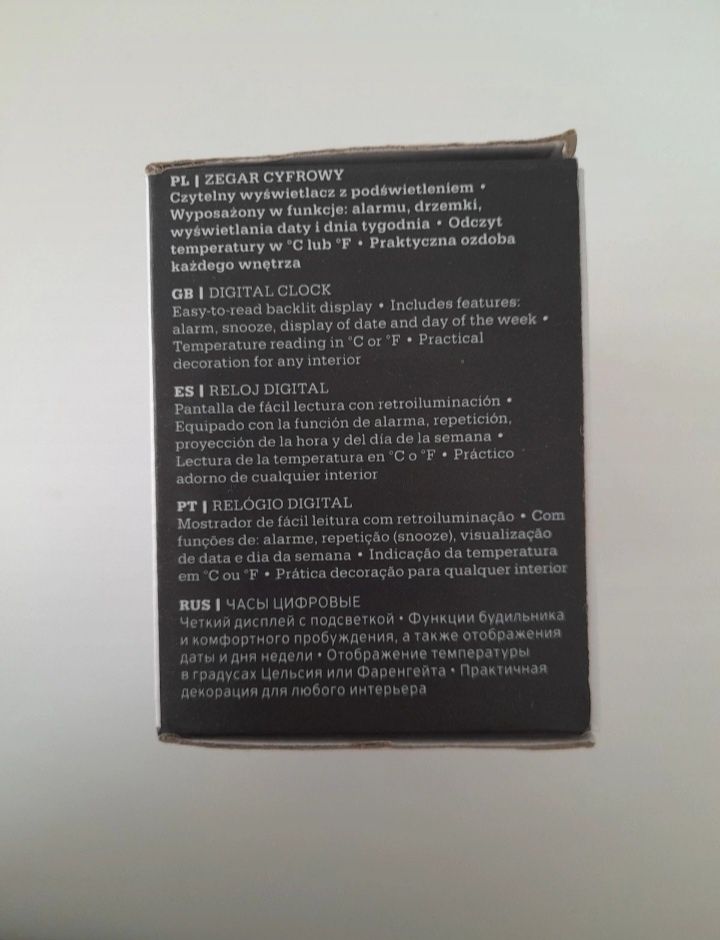 PL | ZEGAR CYFROWY
Czytelny wyświetlacz z podświetleniem •
Wyposażony w funkcje: alarmu, drzemki,
wyświetlania daty i dnia tygodnia • Odczyt
temperatury w °C lub °F • Praktyczna ozdoba
każdego wnętrza
GB | DIGITAL CLOCK
Easy-to-read backlit display • Includes features:
alarm, snooze, display of date and day of the week •
Temperature reading in °C or °F • Practical
decoration for any interior
ES | RELOJ DIGITAL
Pantalla de fácil lectura con retroiluminación •
Equipado con la función de alarma, repetición,
proyección de la hora y del día de la semana •
Lectura de la temperatura en °C o °F • Práctico
adorno de cualquier interior
PT | RELÓGIO DIGITAL
Mostrador de fácil leitura com retroiluminação • Com
funções de: alarme, repetição (snooze), visualização
de data e dia da semana • Indicação da temperatura
em °C ou °F • Prática decoração para qualquer interior
RUS | ЧАСЫ ЦИФРОВЫЕ
Четкий дисплей с подсветкой • Функции будильника
и комфортного пробуждения, а также отображения
даты и дня недели • Отображение температуры
в градусах Цельсия или Фаренгейта • Практичная
декорация для любого интерьера